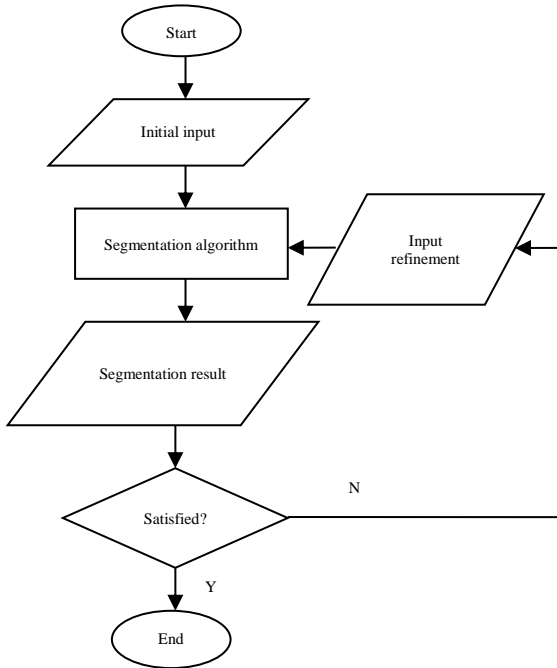 Start
Initial input
Segmentation algorithm
Input
refinement
Segmentation result
Satisfied?
N
Y
End